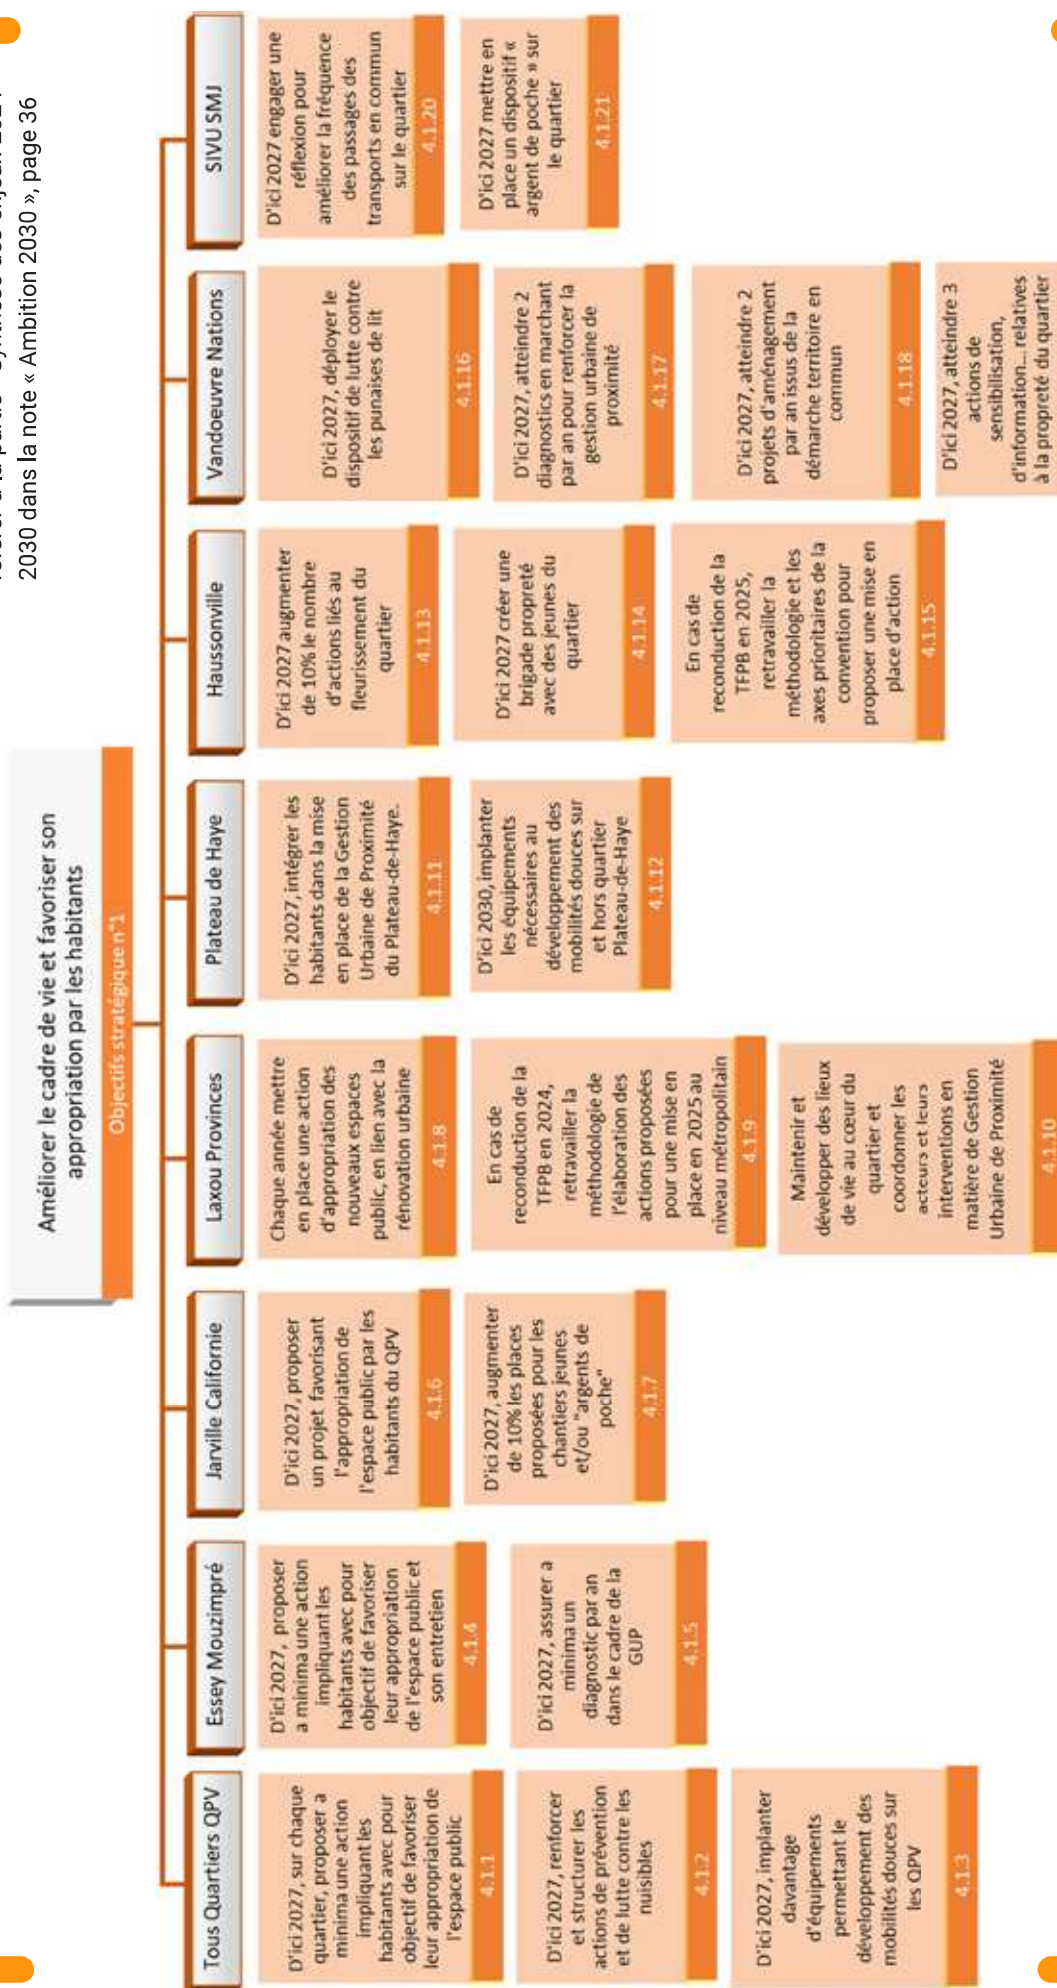 2030 dans la note « Ambition 2030 », page 36
Améliorer le cadre de vie et favoriser son
appropriation par les habitants
Objectifs stratégique n°1
Tous Quartiers QPV
D'ici 2027, sur chaque
quartier, proposer a
minima une action
impliquant les
habitants avec pour
objectif de favoriser
leur appropriation de
l'espace public
4.1.1
D'ici 2027, renforcer
et structurer les
actions de prévention
et de lutte contre les
nuisibles
4.1.2
D'ici 2027, implanter
davantage
d'équipements
permettant le
développement des
mobilités douces sur
les QPV
4.1.3
Essey Mouzimpré
D'ici 2027, proposer
a minima une action
impliquant les
habitants avec pour
objectif de favoriser
leur appropriation
de l'espace public et
son entretien
4.1.4
D'ici 2027, assurer a
minima un
diagnostic par an
dans le cadre de la
GUP
4.1.5
Jarville Californie
D'ici 2027, proposer
un projet favorisant
l'appropriation de
l'espace public par les
habitants du QPV
4.1.6
D'ici 2027, augmenter
de 10% les places
proposées pour les
chantiers jeunes
et/ou "argents de
poche"
4.1.7
Laxou Provinces
Chaque année mettre
en place une action
d'appropriation des
nouveaux espaces
public, en lien avec la
rénovation urbaine
4.1.8
En cas de
reconduction de la
TFPB en 2024,
retravailler la
méthodologie de
l'élaboration des
actions proposées
pour une mise en
place en 2025 au
niveau métropolitain
4.1.9
Maintenir et
développer des lieux
de vie au cœur du
quartier et
coordonner les
acteurs et leurs
interventions en
matière de Gestion
Urbaine de Proximité
4.1.10
Plateau de Haye
D'ici 2027, intégrer les
habitants dans la mise
en place de la Gestion
Urbaine de Proximité
du Plateau-de-Haye.
4.1.11
D'ici 2030, implanter
les équipements
nécessaires au
développement des
mobilités douces sur
et hors quartier
Plateau-de-Haye
4.1.12
Haussonville
D'ici 2027 augmenter
de 10% le nombre
d'actions liés au
fleurissement du
quartier
4.1.13
D'ici 2027 créer une
brigade propreté
avec des jeunes du
quartier
4.1.14
En cas de
reconduction de la
TFPB en 2025,
retravailler la
méthodologie et les
axes prioritaires de la
convention pour
proposer une mise en
place d'action
4.1.15
Vandoeuvre Nations
D'ici 2027, déployer le
dispositif de lutte contre
les punaises de lit
4.1.16
D'ici 2027, atteindre 2
diagnostics en marchant
par an pour renforcer la
gestion urbaine de
proximité
4.1.17
D'ici 2027, atteindre 2
projets d'aménagement
par an issus de la
démarche territoire en
commun
4.1.18
D'ici 2027, atteindre 3
actions de
sensibilisation,
d'information... relatives
à la propreté du quartier
SIVU SMJ
D'ici 2027 engager une
réflexion pour
améliorer la fréquence
des passages des
transports en commun
sur le quartier
4.1.20
D'ici 2027 mettre en
place un dispositif «
argent de poche » sur
le quartier
4.1.21